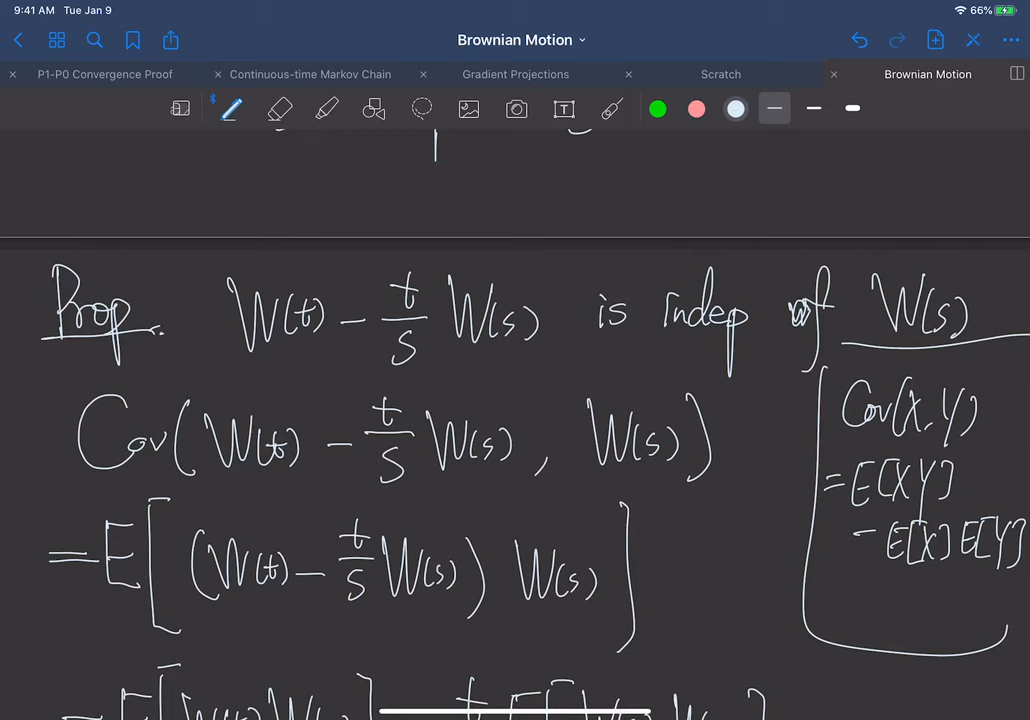 9:41 AM Tue Jan 9 66%
Brownian Motion
P1-P0 Convergence Proof Continuous-time Markov Chain Gradient Projections Scratch Brownian Motion
Prop. W(t) - t/s W(s) is indep of W(s)
Cov(W(t) - t/s W(s), W(s))
= E[(W(t) - t/s W(s)) W(s)]
Cov(X, Y)
= E[XY]
- E[X] E[Y]